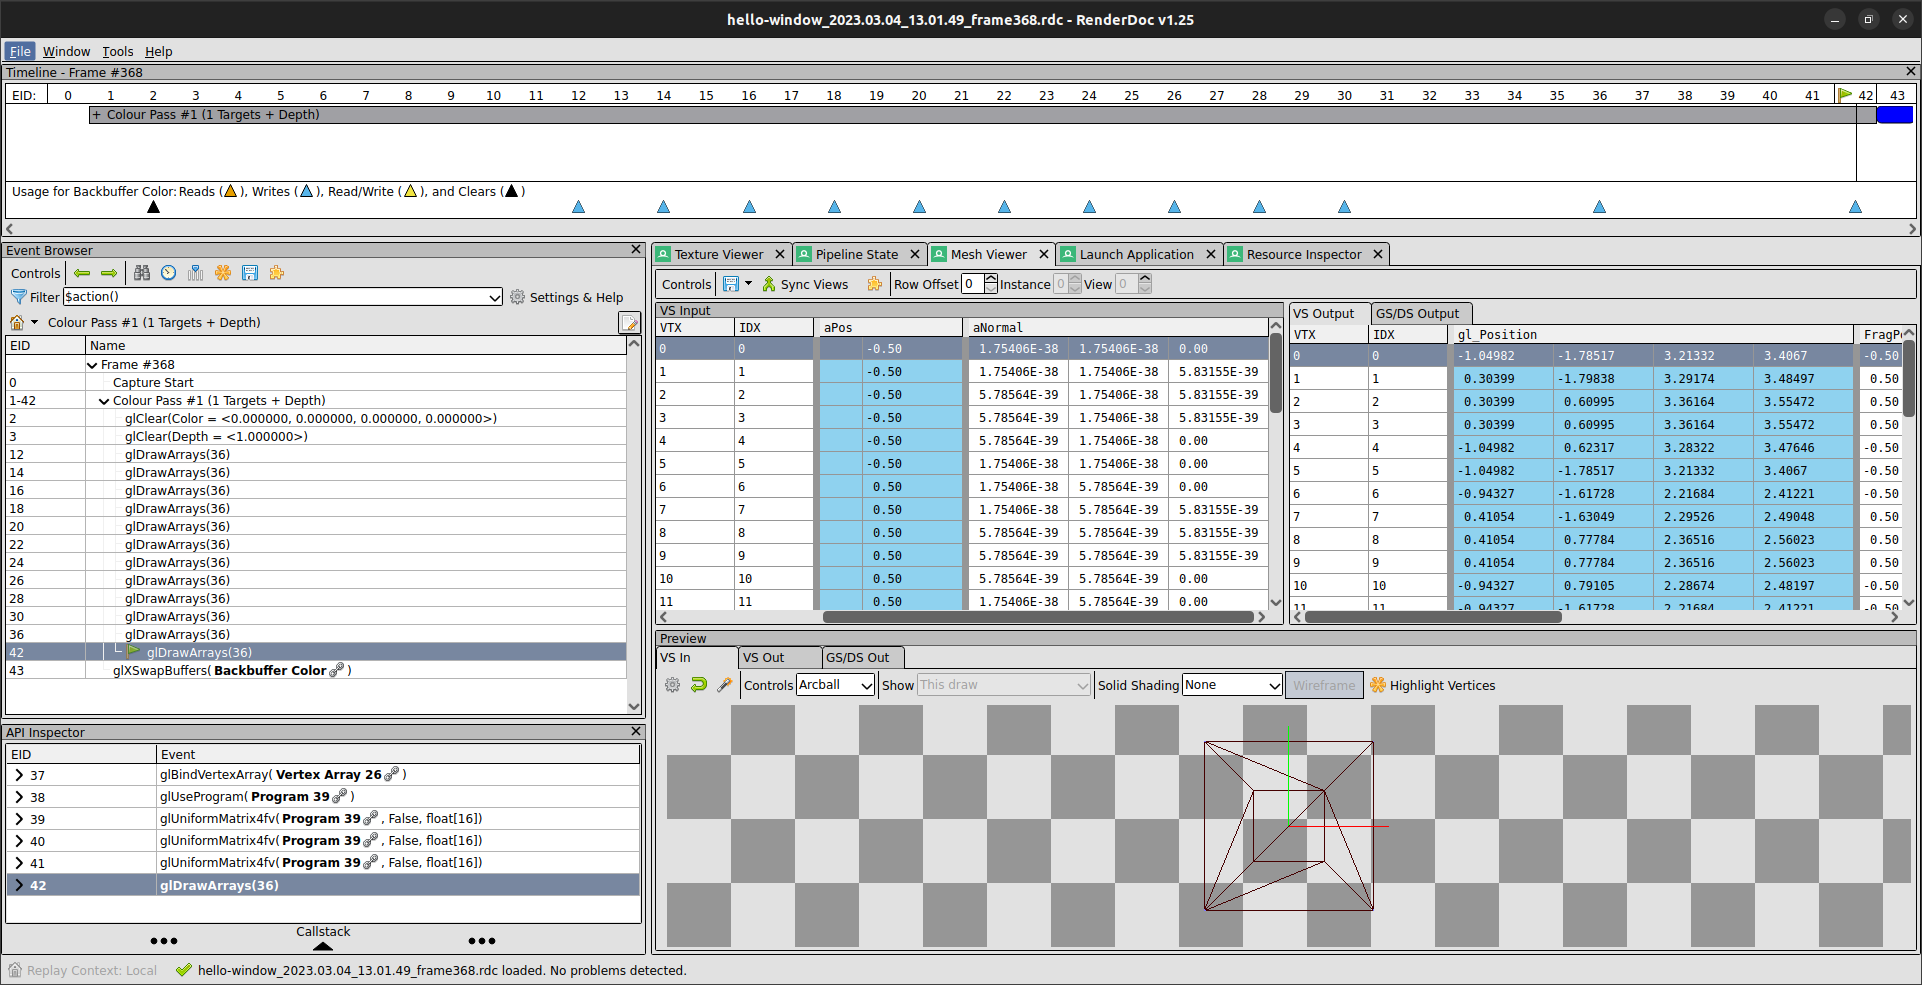 hello-window_2023.03.04_13.01.49_frame368.rdc - RenderDoc v1.25
File Window Tools Help
Timeline - Frame #368
EID: 0 1 2 3 4 5 6 7 8 9 10 11 12 13 14 15 16 17 18 19 20 21 22 23 24 25 26 27 28 29 30 31 32 33 34 35 36 37 38 39 40 41 42 43
+ Colour Pass #1 (1 Targets + Depth)
Usage for Backbuffer Color: Reads ( ), Writes ( ), Read/Write ( ), and Clears ( )
Event Browser
Controls
Filter $action() Settings & Help
Colour Pass #1 (1 Targets + Depth)
EID Name
Frame #368
0 Capture Start
1-42 Colour Pass #1 (1 Targets + Depth)
2 glClear(Color = <0.000000, 0.000000, 0.000000, 0.000000>)
3 glClear(Depth = <1.000000>)
12 glDrawArrays(36)
14 glDrawArrays(36)
16 glDrawArrays(36)
18 glDrawArrays(36)
20 glDrawArrays(36)
22 glDrawArrays(36)
24 glDrawArrays(36)
26 glDrawArrays(36)
28 glDrawArrays(36)
30 glDrawArrays(36)
36 glDrawArrays(36)
42 glDrawArrays(36)
43 glXSwapBuffers( Backbuffer Color )
API Inspector
EID Event
37 glBindVertexArray( Vertex Array 26 )
38 glUseProgram( Program 39 )
39 glUniformMatrix4fv( Program 39 , False, float[16])
40 glUniformMatrix4fv( Program 39 , False, float[16])
41 glUniformMatrix4fv( Program 39 , False, float[16])
42 glDrawArrays(36)
Callstack
Texture Viewer Pipeline State Mesh Viewer Launch Application Resource Inspector
Controls Sync Views Row Offset 0 Instance 0 View 0
VS Input
VTX IDX aPos aNormal
0 0 -0.50 1.75406E-38 1.75406E-38 0.00
1 1 -0.50 1.75406E-38 1.75406E-38 5.83155E-39
2 2 -0.50 5.78564E-39 1.75406E-38 5.83155E-39
3 3 -0.50 5.78564E-39 1.75406E-38 5.83155E-39
4 4 -0.50 5.78564E-39 1.75406E-38 0.00
5 5 -0.50 1.75406E-38 1.75406E-38 0.00
6 6 0.50 1.75406E-38 5.78564E-39 0.00
7 7 0.50 1.75406E-38 5.78564E-39 5.83155E-39
8 8 0.50 5.78564E-39 5.78564E-39 5.83155E-39
9 9 0.50 5.78564E-39 5.78564E-39 5.83155E-39
10 10 0.50 5.78564E-39 5.78564E-39 0.00
11 11 0.50 1.75406E-38 5.78564E-39 0.00
VS Output GS/DS Output
VTX IDX gl_Position FragPo
0 0 -1.04982 -1.78517 3.21332 3.4067 -0.50
1 1 0.30399 -1.79838 3.29174 3.48497 0.50
2 2 0.30399 0.60995 3.36164 3.55472 0.50
3 3 0.30399 0.60995 3.36164 3.55472 0.50
4 4 -1.04982 0.62317 3.28322 3.47646 -0.50
5 5 -1.04982 -1.78517 3.21332 3.4067 -0.50
6 6 -0.94327 -1.61728 2.21684 2.41221 -0.50
7 7 0.41054 -1.63049 2.29526 2.49048 0.50
8 8 0.41054 0.77784 2.36516 2.56023 0.50
9 9 0.41054 0.77784 2.36516 2.56023 0.50
10 10 -0.94327 0.79105 2.28674 2.48197 -0.50
11 11 -0.94327 -1.61728 2.21684 2.41221 -0.50
Preview
VS In VS Out GS/DS Out
Controls Arcball Show This draw Solid Shading None Wireframe Highlight Vertices
Replay Context: Local hello-window_2023.03.04_13.01.49_frame368.rdc loaded. No problems detected.